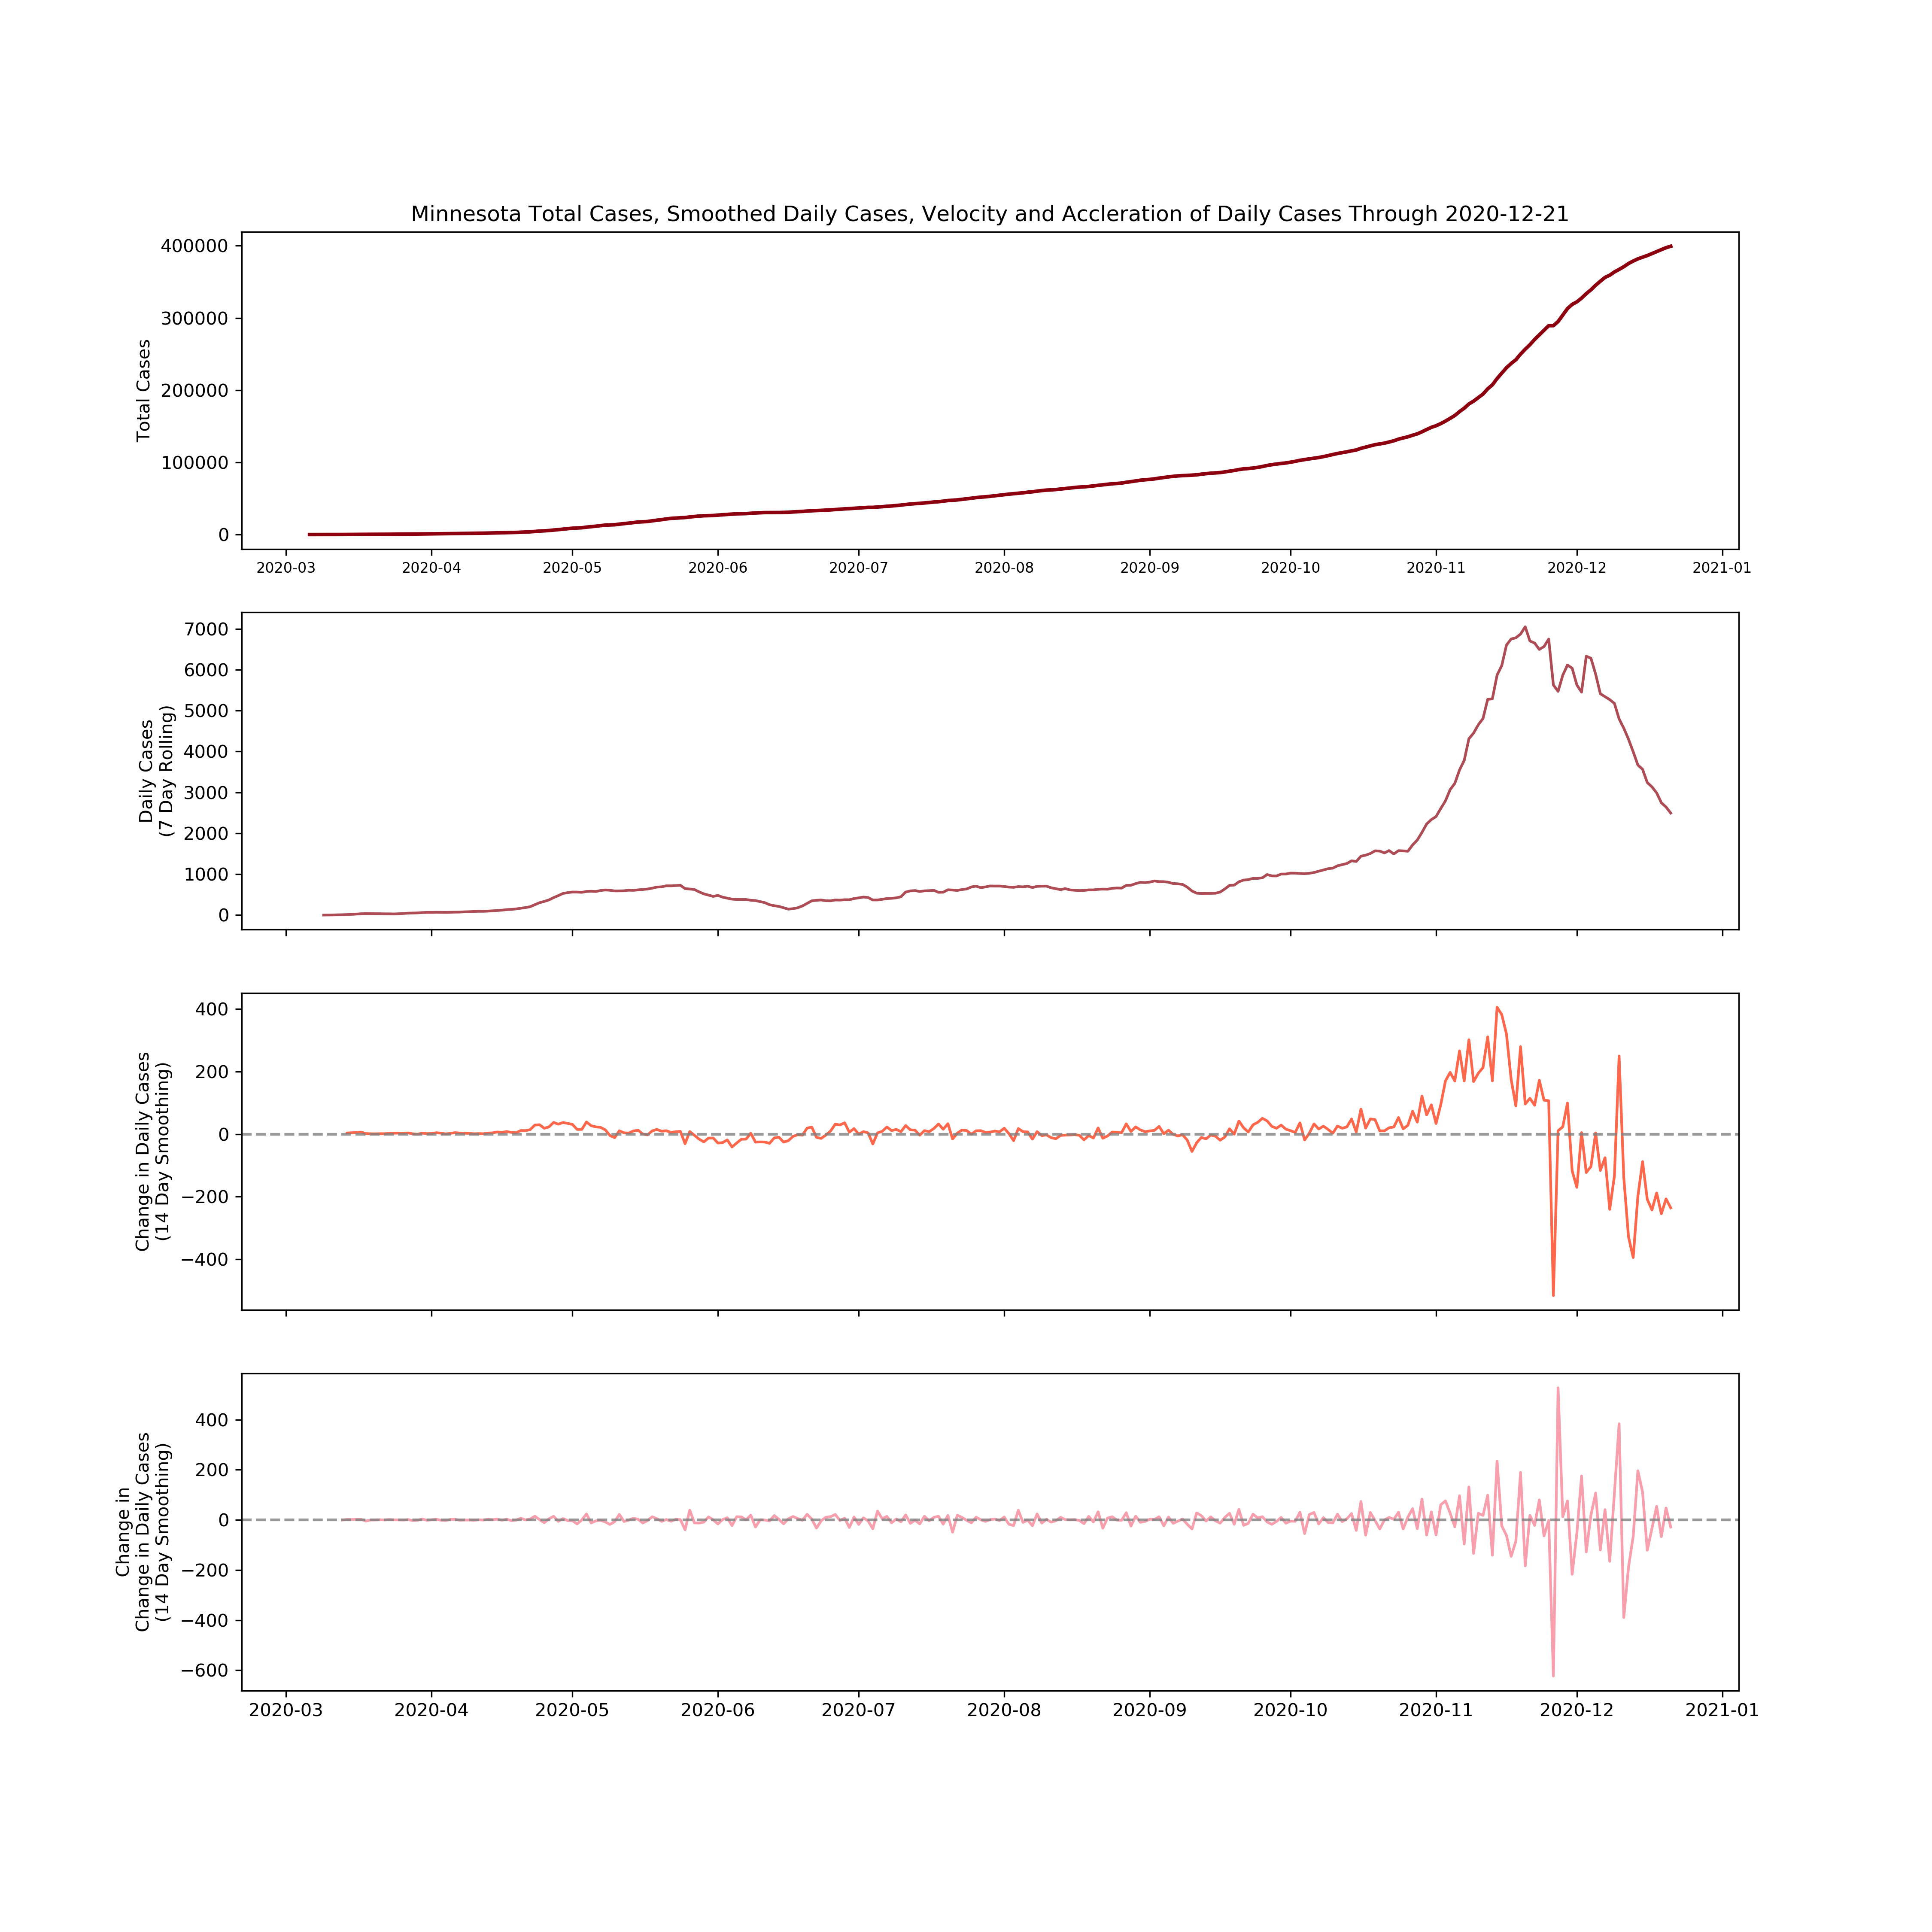 Minnesota Total Cases, Smoothed Daily Cases, Velocity and Accleration of Daily Cases Through 2020-12-21
Total Cases
400000
300000
200000
100000
0
2020-03 2020-04 2020-05 2020-06 2020-07 2020-08 2020-09 2020-10 2020-11 2020-12 2021-01
Daily Cases
(7 Day Rolling)
7000
6000
5000
4000
3000
2000
1000
0
Change in Daily Cases
(14 Day Smoothing)
400
200
0
−200
−400
Change in
Change in Daily Cases
(14 Day Smoothing)
400
200
0
−200
−400
−600
2020-03 2020-04 2020-05 2020-06 2020-07 2020-08 2020-09 2020-10 2020-11 2020-12 2021-01